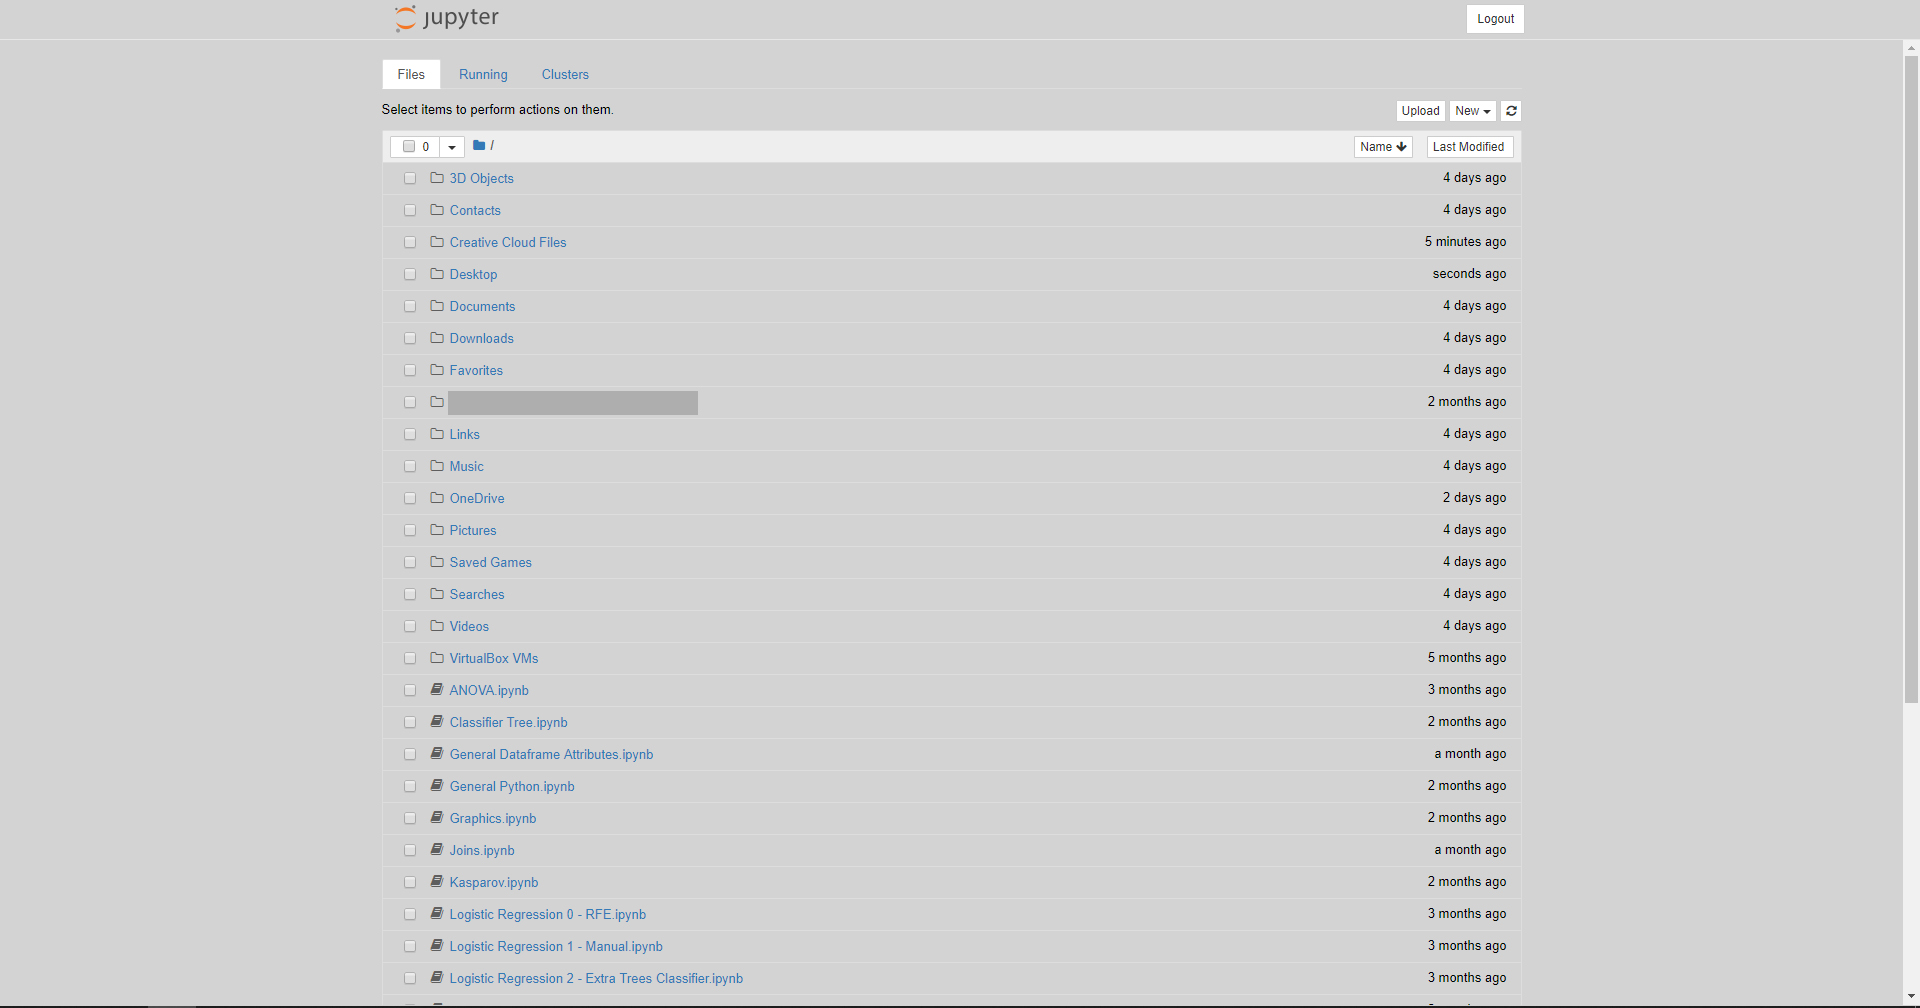 jupyter
Logout
Files Running Clusters
Select items to perform actions on them.
Upload New
0 /
Name Last Modified
3D Objects 4 days ago
Contacts 4 days ago
Creative Cloud Files 5 minutes ago
Desktop seconds ago
Documents 4 days ago
Downloads 4 days ago
Favorites 4 days ago
2 months ago
Links 4 days ago
Music 4 days ago
OneDrive 2 days ago
Pictures 4 days ago
Saved Games 4 days ago
Searches 4 days ago
Videos 4 days ago
VirtualBox VMs 5 months ago
ANOVA.ipynb 3 months ago
Classifier Tree.ipynb 2 months ago
General Dataframe Attributes.ipynb a month ago
General Python.ipynb 2 months ago
Graphics.ipynb 2 months ago
Joins.ipynb a month ago
Kasparov.ipynb 2 months ago
Logistic Regression 0 - RFE.ipynb 3 months ago
Logistic Regression 1 - Manual.ipynb 3 months ago
Logistic Regression 2 - Extra Trees Classifier.ipynb 3 months ago